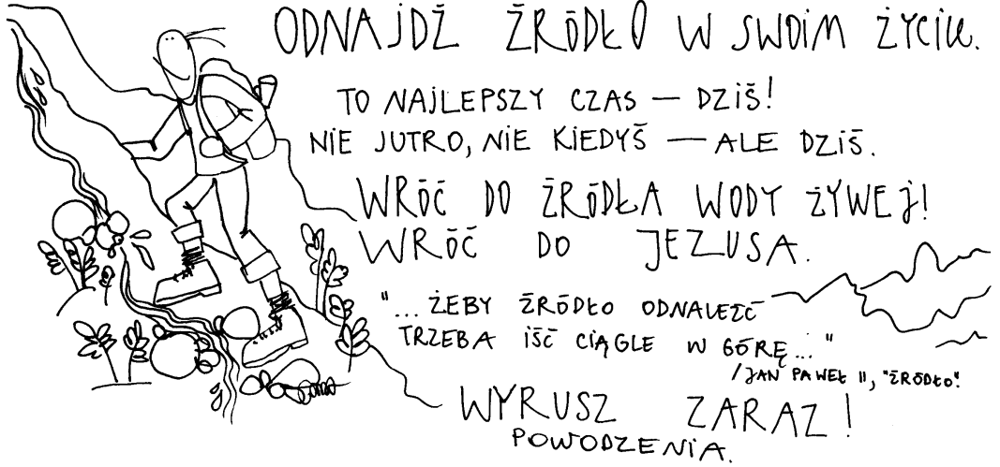 ODNAJDŹ ŹRÓDŁO W SWOIM ŻYCIU.
TO NAJLEPSZY CZAS — DZIŚ!
NIE JUTRO, NIE KIEDYŚ — ALE DZIŚ.
WRÓĆ DO ŹRÓDŁA WODY ŻYWEJ!
WRÓĆ DO JEZUSA.
"... ŻEBY ŹRÓDŁO ODNALEŹĆ
TRZEBA IŚĆ CIĄGLE W GÓRĘ..."
/JAN PAWEŁ II, "ŹRÓDŁO".
WYRUSZ ZARAZ!
POWODZENIA.